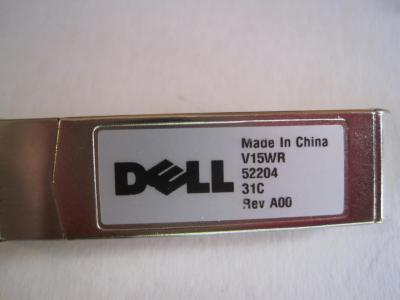 DELL
Made In China
V15WR
52204
31C
Rev A00